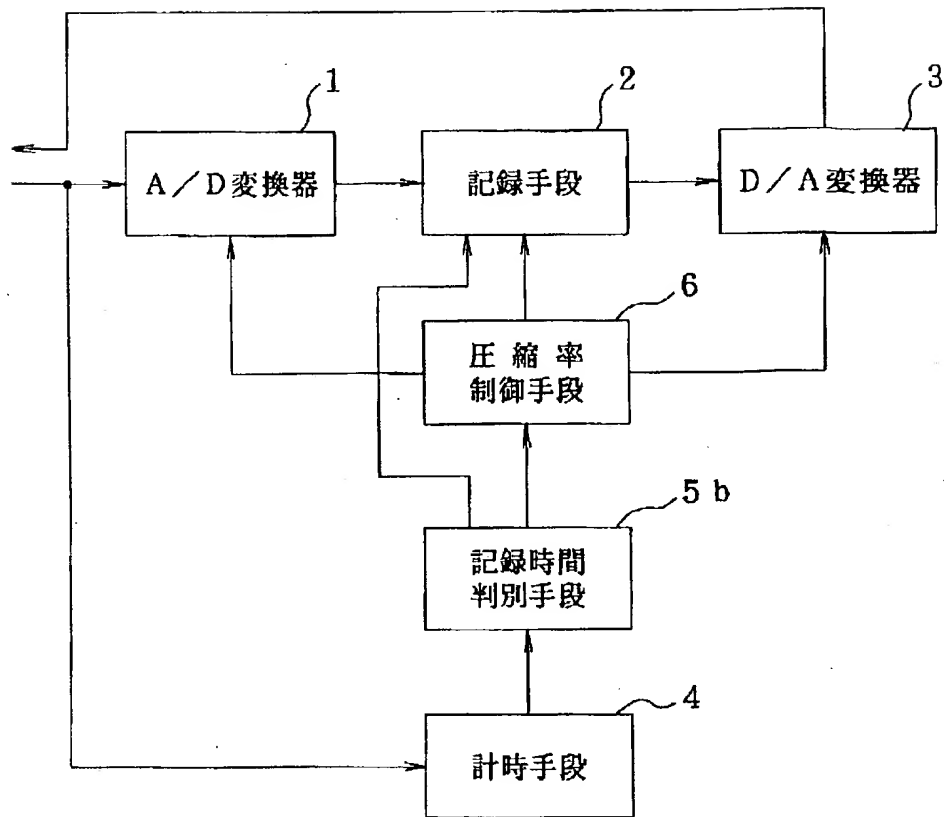 1
2
3
A/D変換器
記録手段
D/A変換器
6
圧縮率
制御手段
5b
記録時間
判別手段
4
計時手段